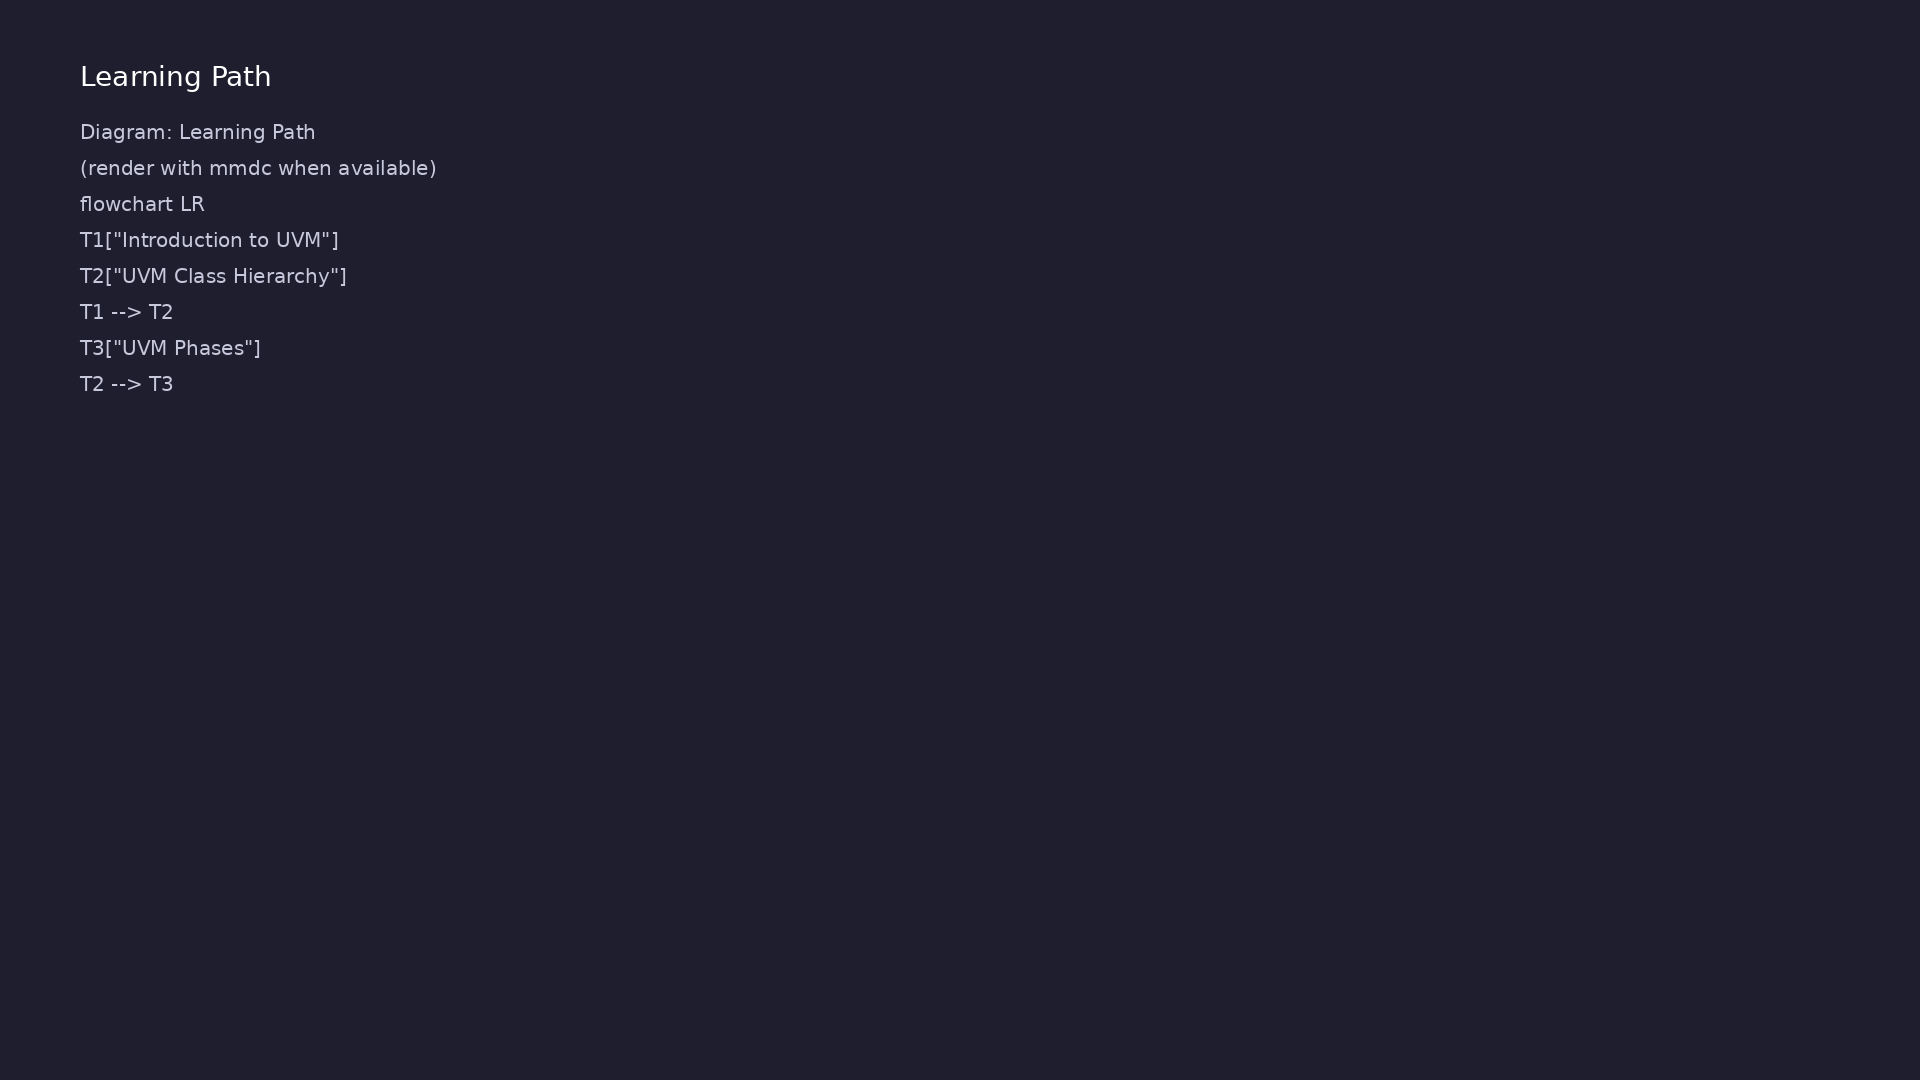 Learning Path
Diagram: Learning Path
(render with mmdc when available)
flowchart LR
T1["Introduction to UVM"]
T2["UVM Class Hierarchy"]
T1 --> T2
T3["UVM Phases"]
T2 --> T3